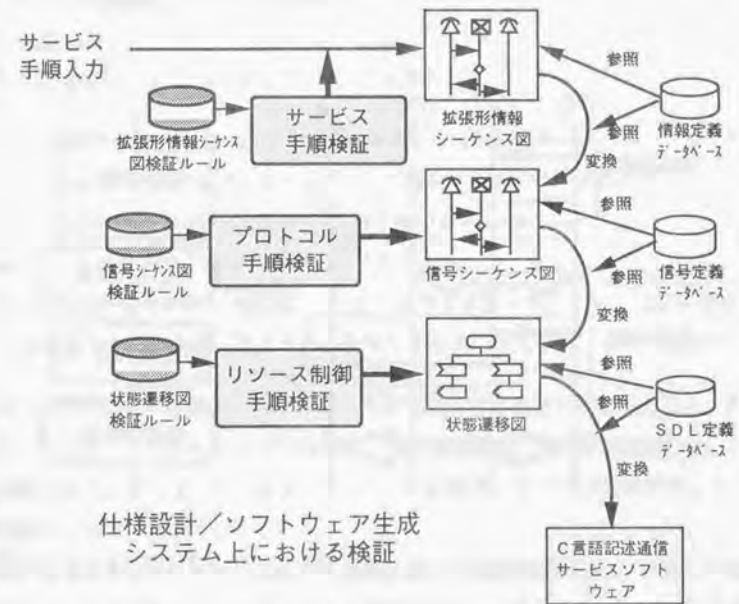 サービス
手順入力
参照
拡張形情報ｼｰｹﾝｽ
図検証ルール
サービス
手順検証
拡張形情報
シーケンス図
参照
情報定義
ﾃﾞｰﾀﾍﾞｰｽ
変換
参照
信号ｼｰｹﾝｽ図
検証ルール
プロトコル
手順検証
信号シーケンス図
参照
信号定義
ﾃﾞｰﾀﾍﾞｰｽ
変換
参照
状態遷移図
検証ルール
リソース制御
手順検証
状態遷移図
参照
ＳＤＬ定義
ﾃﾞｰﾀﾍﾞｰｽ
変換
仕様設計／ソフトウェア生成
システム上における検証
C言語記述通信
サービスソフト
ウェア